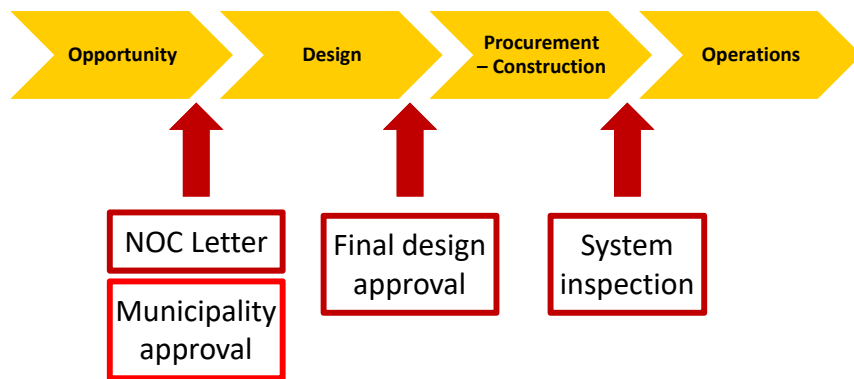 Opportunity
Design
Procurement
– Construction
Operations
NOC Letter
Municipality
approval
Final design
approval
System
inspection